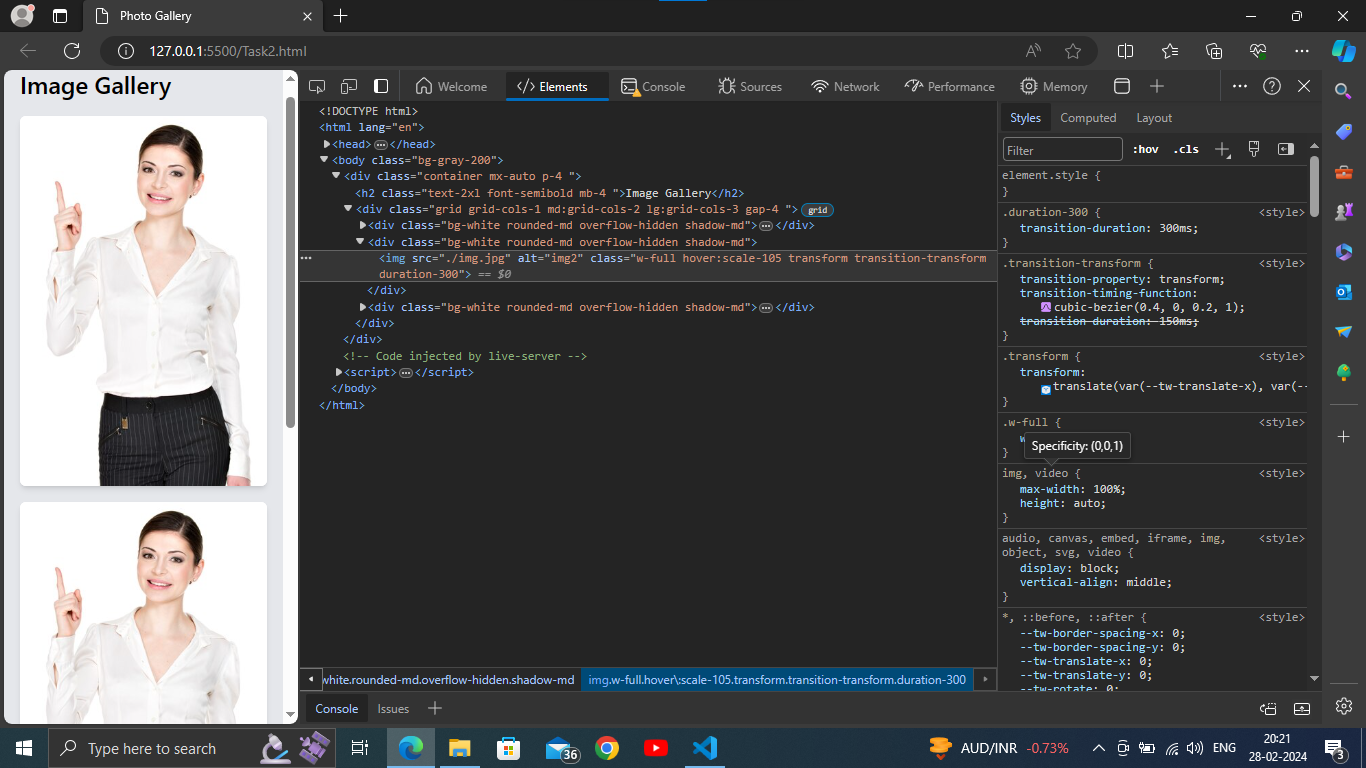 Photo Gallery
127.0.0.1:5500/Task2.html
Image Gallery
Welcome
Elements
Console
Sources
Network
Performance
Memory
<!DOCTYPE html>
<html lang="en">
<head> ••• </head>
<body class="bg-gray-200">
<div class="container mx-auto p-4 ">
<h2 class="text-2xl font-semibold mb-4 ">Image Gallery</h2>
<div class="grid grid-cols-1 md:grid-cols-2 lg:grid-cols-3 gap-4 "> grid
<div class="bg-white rounded-md overflow-hidden shadow-md"> ••• </div>
<div class="bg-white rounded-md overflow-hidden shadow-md">
<img src="./img.jpg" alt="img2" class="w-full hover:scale-105 transform transition-transform
duration-300"> == $0
</div>
<div class="bg-white rounded-md overflow-hidden shadow-md"> ••• </div>
</div>
</div>
<!-- Code injected by live-server -->
<script> ••• </script>
</body>
</html>
white.rounded-md.overflow-hidden.shadow-md
img.w-full.hover\:scale-105.transform.transition-transform.duration-300
Console
Issues
Styles
Computed
Layout
Filter
:hov
.cls
element.style {
}
.duration-300 { <style>
transition-duration: 300ms;
}
.transition-transform { <style>
transition-property: transform;
transition-timing-function:
cubic-bezier(0.4, 0, 0.2, 1);
transition-duration: 150ms;
}
.transform { <style>
transform:
translate(var(--tw-translate-x), var(--
}
.w-full { <style>
w
Specificity: (0,0,1)
}
img, video { <style>
max-width: 100%;
height: auto;
}
audio, canvas, embed, iframe, img, <style>
object, svg, video {
display: block;
vertical-align: middle;
}
*, ::before, ::after { <style>
--tw-border-spacing-x: 0;
--tw-border-spacing-y: 0;
--tw-translate-x: 0;
--tw-translate-y: 0;
--tw-rotate: 0;
Type here to search
36
AUD/INR -0.73%
ENG
20:21
28-02-2024
3